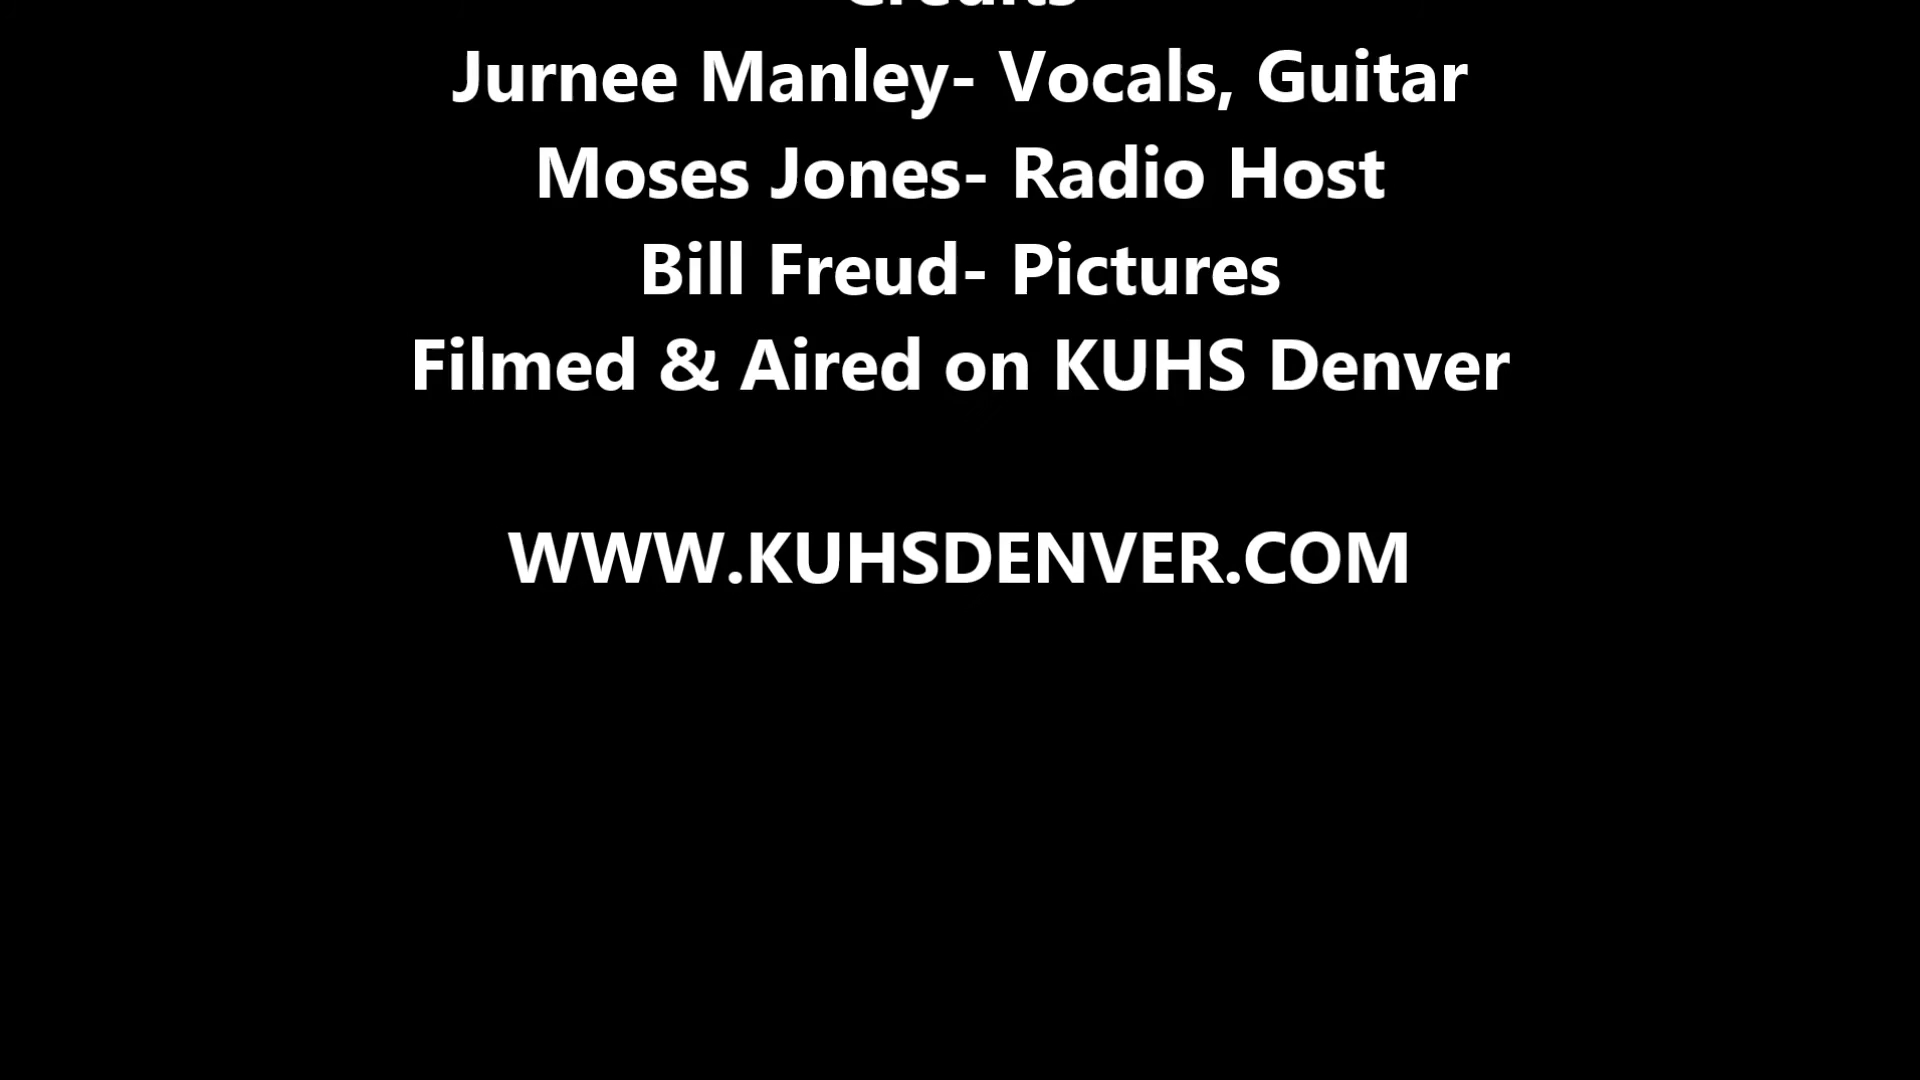 Credits
Jurnee Manley- Vocals, Guitar
Moses Jones- Radio Host
Bill Freud- Pictures
Filmed & Aired on KUHS Denver
WWW.KUHSDENVER.COM